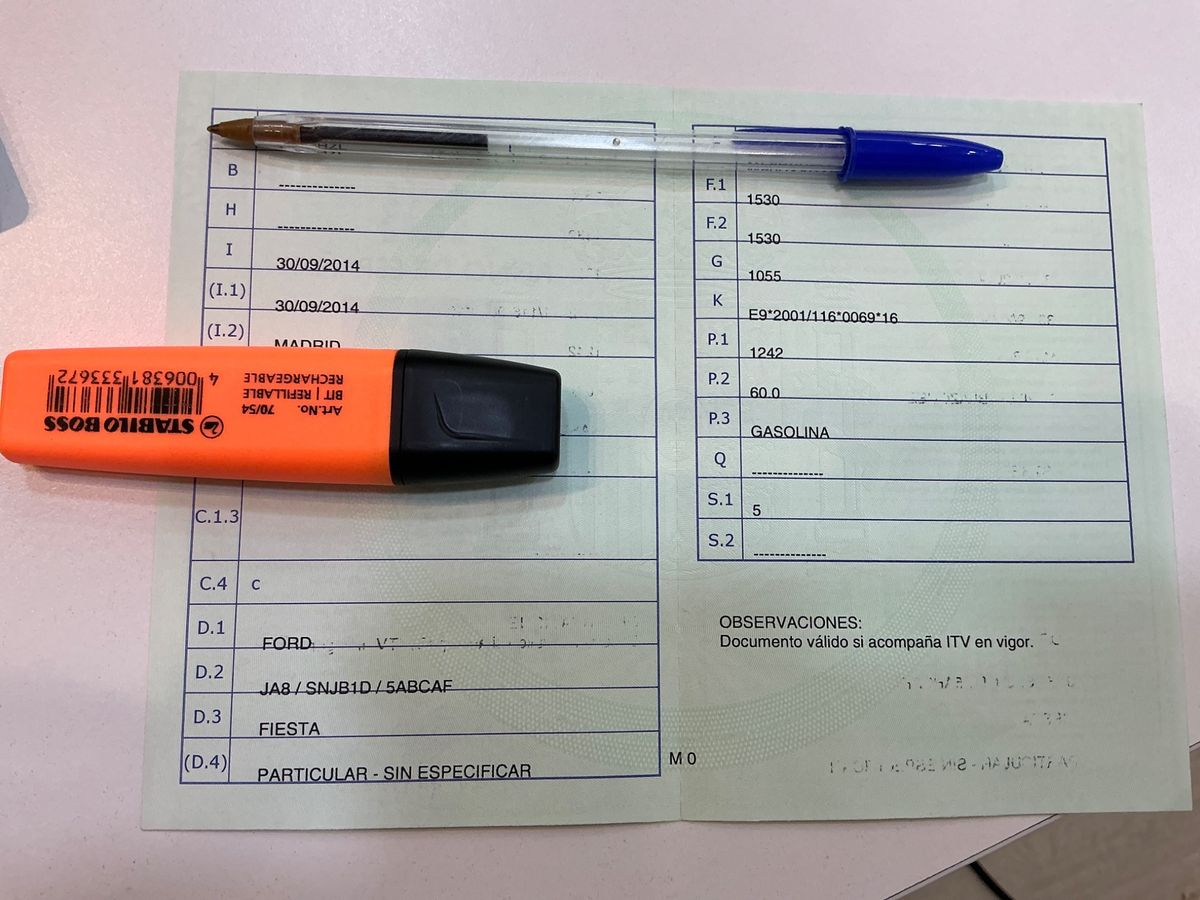 B --------------
H --------------
I 30/09/2014
(I.1) 30/09/2014
(I.2) MADRID
STABILO BOSS
Art.No. 70/54
BIT | REFILLABLE
RECHARGEABLE
4 006381 333672
C.1.3
C.4 c
D.1 FORD
D.2 JA8 / SNJB1D / 5ABCAF
D.3 FIESTA
(D.4) PARTICULAR - SIN ESPECIFICAR
M 0
F.1 1530
F.2 1530
G 1055
K E9*2001/116*0069*16
P.1 1242
P.2 60.0
P.3 GASOLINA
Q -------------
S.1 5
S.2 -------------
OBSERVACIONES:
Documento válido si acompaña ITV en vigor.